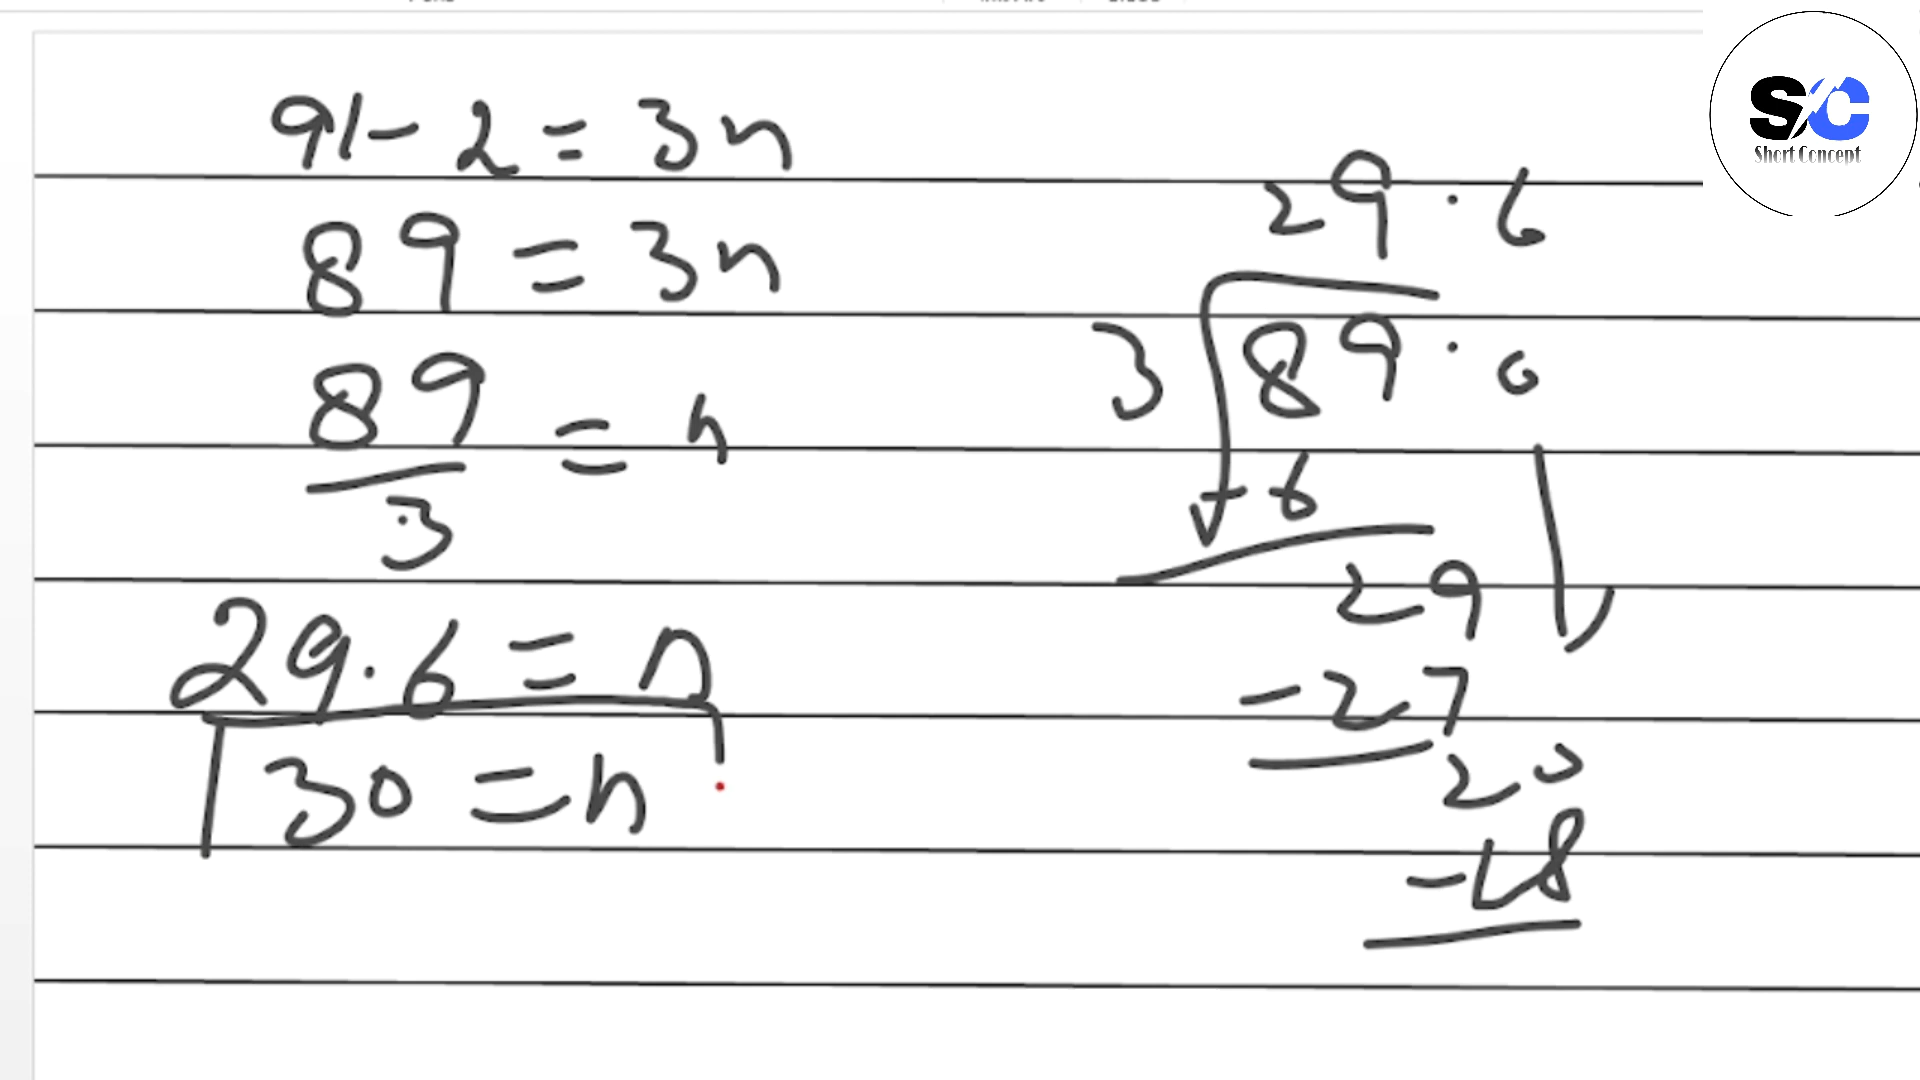 91 - 2 = 3n
89 = 3n
89/3 = n
29.6 = n
30 = n
29.6
3 89.0
- 6
29
- 27
20
- 18
SC
Short Concept